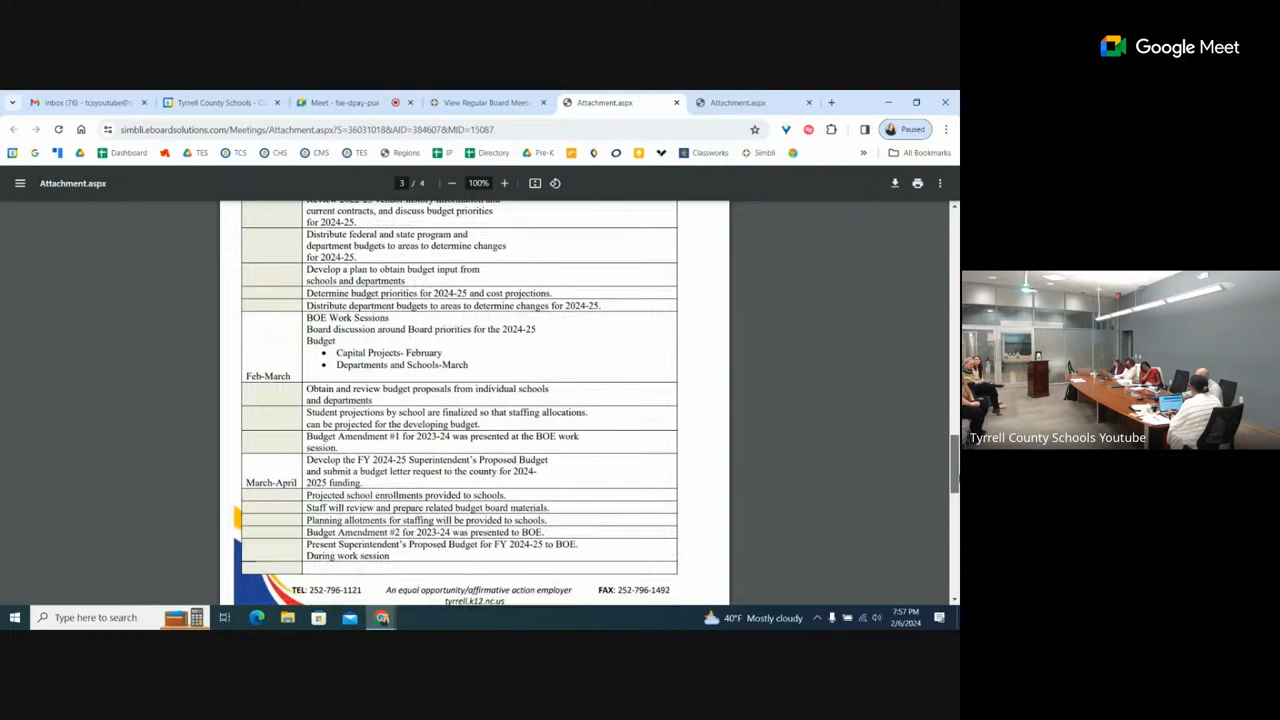 Google Meet
Inbox (76) - tcsyoutube@t
Tyrrell County Schools - C
Meet - fse-dpay-pux
View Regular Board Meet
Attachment.aspx
Attachment.aspx
simbli.eboardsolutions.com/Meetings/Attachment.aspx?S=36031018&AID=384607&MID=15087
Paused
Dashboard
TES
TCS
CHS
CMS
TES
Regions
IP
Directory
Pre-K
Classworks
Simbli
All Bookmarks
Attachment.aspx
3 / 4
100%
Review 2022-23 vendor history information and
current contracts, and discuss budget priorities
for 2024-25.
Distribute federal and state program and
department budgets to areas to determine changes
for 2024-25.
Develop a plan to obtain budget input from
schools and departments
Determine budget priorities for 2024-25 and cost projections.
Distribute department budgets to areas to determine changes for 2024-25.
BOE Work Sessions
Board discussion around Board priorities for the 2024-25
Budget
• Capital Projects- February
• Departments and Schools-March
Feb-March
Obtain and review budget proposals from individual schools
and departments
Student projections by school are finalized so that staffing allocations.
can be projected for the developing budget.
Budget Amendment #1 for 2023-24 was presented at the BOE work
session.
Develop the FY 2024-25 Superintendent's Proposed Budget
and submit a budget letter request to the county for 2024-
2025 funding.
March-April
Projected school enrollments provided to schools.
Staff will review and prepare related budget board materials.
Planning allotments for staffing will be provided to schools.
Budget Amendment #2 for 2023-24 was presented to BOE.
Present Superintendent's Proposed Budget for FY 2024-25 to BOE.
During work session
TEL: 252-796-1121
An equal opportunity/affirmative action employer
FAX: 252-796-1492
tyrrell.k12.nc.us
Type here to search
40°F Mostly cloudy
7:57 PM
2/6/2024
Tyrrell County Schools Youtube